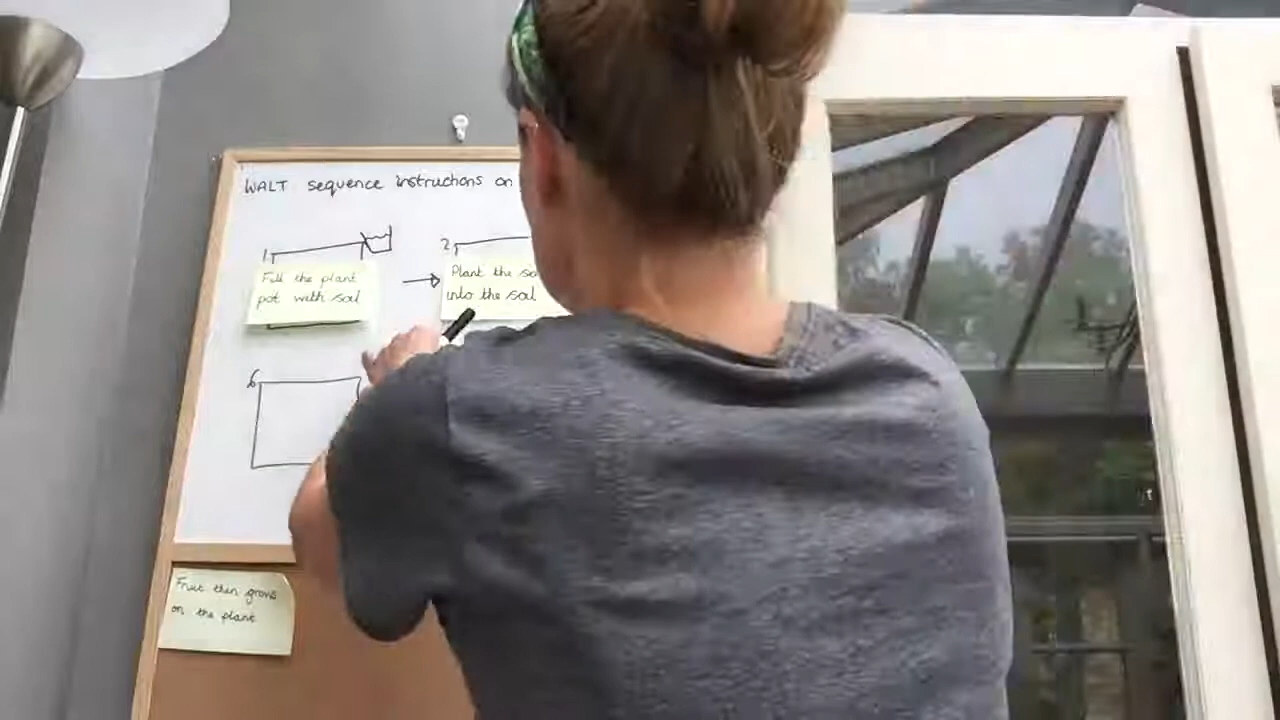 WALT sequence instructions on
1
2
Fill the plant
pot with soil
Plant the
into the soil
6
Fruit then grows
on the plant